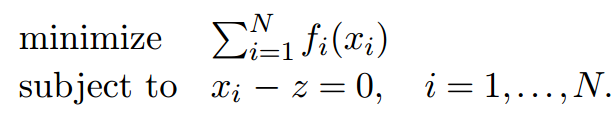 minimize ∑_{i=1}^{N} f_i(x_i)
subject to x_i − z = 0, i = 1, . . . , N.